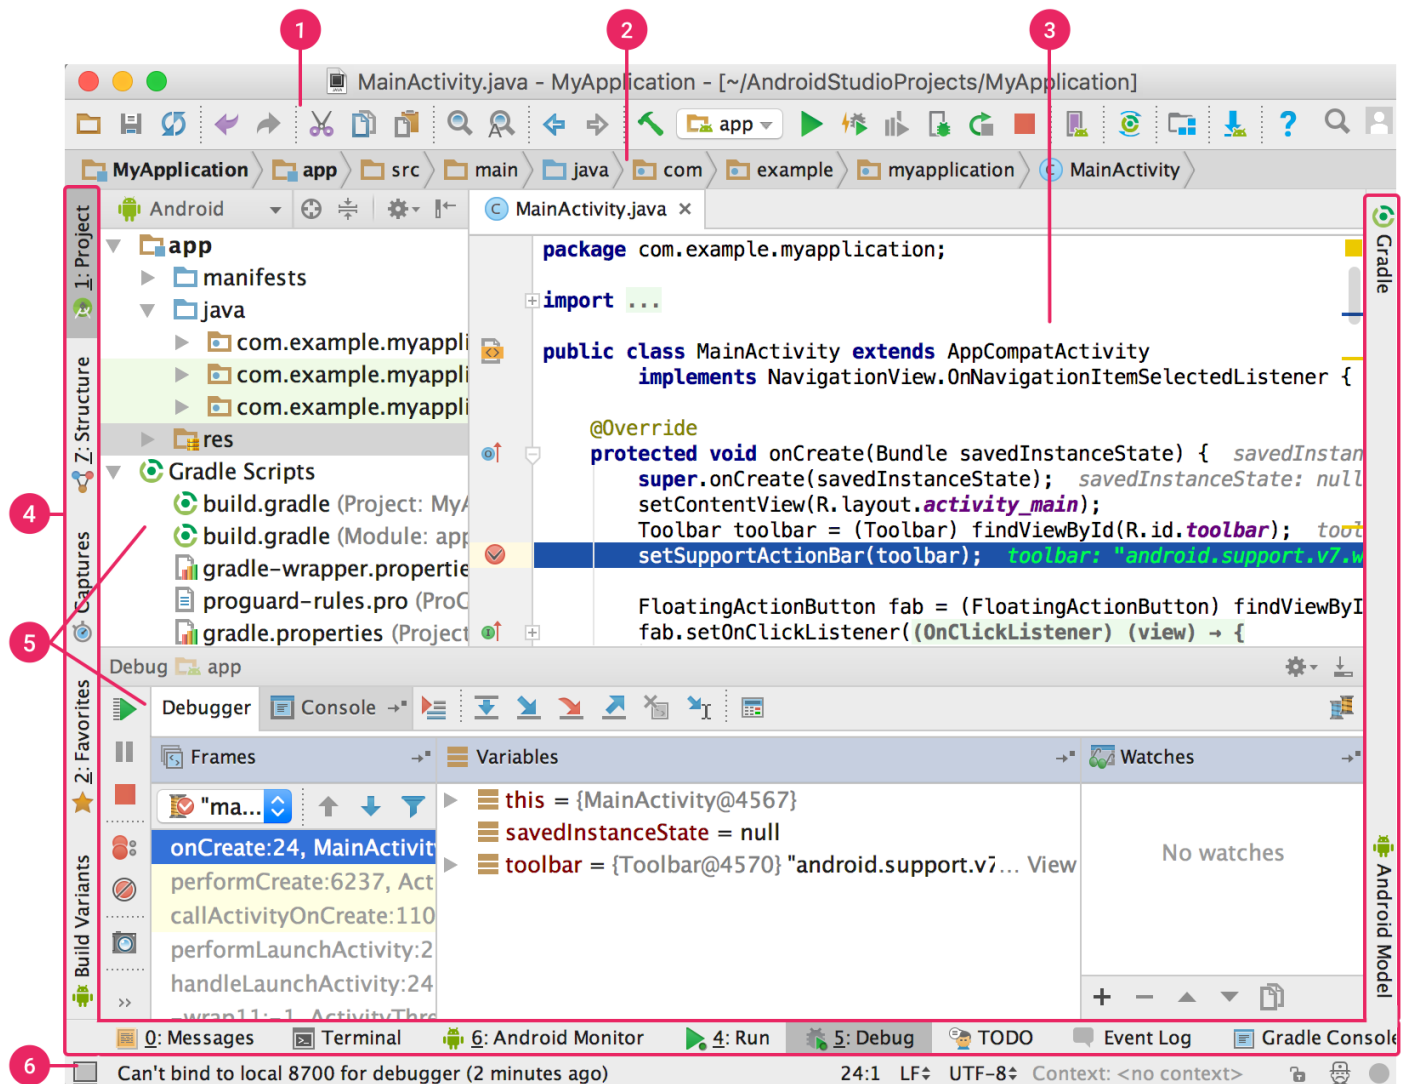 1
2
3
MainActivity.java - MyApplication - [~/AndroidStudioProjects/MyApplication]
app
MyApplication app src main java com example myapplication MainActivity
Android
MainActivity.java
1: Project
Z: Structure
Captures
2: Favorites
Build Variants
4
5
6
app
manifests
java
com.example.myappli
com.example.myappli
com.example.myappli
res
Gradle Scripts
build.gradle (Project: MyA
build.gradle (Module: app
gradle-wrapper.propertie
proguard-rules.pro (ProC
gradle.properties (Project
package com.example.myapplication;
import ...
public class MainActivity extends AppCompatActivity
implements NavigationView.OnNavigationItemSelectedListener {
@Override
protected void onCreate(Bundle savedInstanceState) { savedInstan
super.onCreate(savedInstanceState); savedInstanceState: null
setContentView(R.layout.activity_main);
Toolbar toolbar = (Toolbar) findViewById(R.id.toolbar); tool
setSupportActionBar(toolbar); toolbar: "android.support.v7.w
FloatingActionButton fab = (FloatingActionButton) findViewByI
fab.setOnClickListener((OnClickListener) (view) → {
Gradle
Android Model
Debug app
Debugger Console
Frames
Variables
Watches
"ma...
onCreate:24, MainActivit
performCreate:6237, Act
callActivityOnCreate:110
performLaunchActivity:2
handleLaunchActivity:24
-wrap11:-1, ActivityThre
this = {MainActivity@4567}
savedInstanceState = null
toolbar = {Toolbar@4570} "android.support.v7... View
No watches
0: Messages Terminal 6: Android Monitor 4: Run 5: Debug TODO Event Log Gradle Console
Can't bind to local 8700 for debugger (2 minutes ago) 24:1 LF UTF-8 Context: <no context>